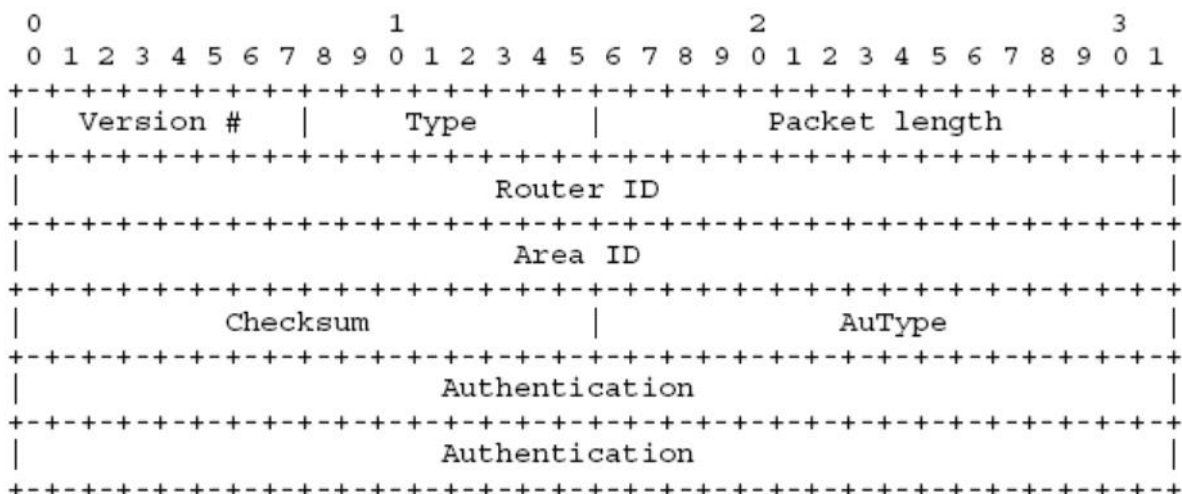 0                   1                   2                   3
0 1 2 3 4 5 6 7 8 9 0 1 2 3 4 5 6 7 8 9 0 1 2 3 4 5 6 7 8 9 0 1
+-+-+-+-+-+-+-+-+-+-+-+-+-+-+-+-+-+-+-+-+-+-+-+-+-+-+-+-+-+-+-+-+
|   Version #   |     Type      |         Packet length         |
+-+-+-+-+-+-+-+-+-+-+-+-+-+-+-+-+-+-+-+-+-+-+-+-+-+-+-+-+-+-+-+-+
|                          Router ID                            |
+-+-+-+-+-+-+-+-+-+-+-+-+-+-+-+-+-+-+-+-+-+-+-+-+-+-+-+-+-+-+-+-+
|                           Area ID                             |
+-+-+-+-+-+-+-+-+-+-+-+-+-+-+-+-+-+-+-+-+-+-+-+-+-+-+-+-+-+-+-+-+
|           Checksum            |             AuType            |
+-+-+-+-+-+-+-+-+-+-+-+-+-+-+-+-+-+-+-+-+-+-+-+-+-+-+-+-+-+-+-+-+
|                       Authentication                          |
+-+-+-+-+-+-+-+-+-+-+-+-+-+-+-+-+-+-+-+-+-+-+-+-+-+-+-+-+-+-+-+-+
|                       Authentication                          |
+-+-+-+-+-+-+-+-+-+-+-+-+-+-+-+-+-+-+-+-+-+-+-+-+-+-+-+-+-+-+-+-+